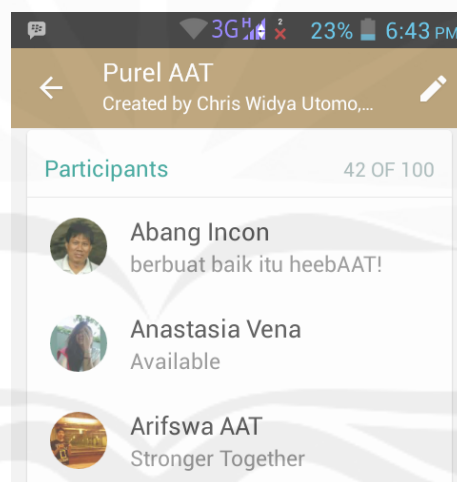 3G H 2 23% 6:43 PM
Purel AAT
Created by Chris Widya Utomo,...
Participants 42 OF 100
Abang Incon
berbuat baik itu heebAAT!
Anastasia Vena
Available
Arifswa AAT
Stronger Together